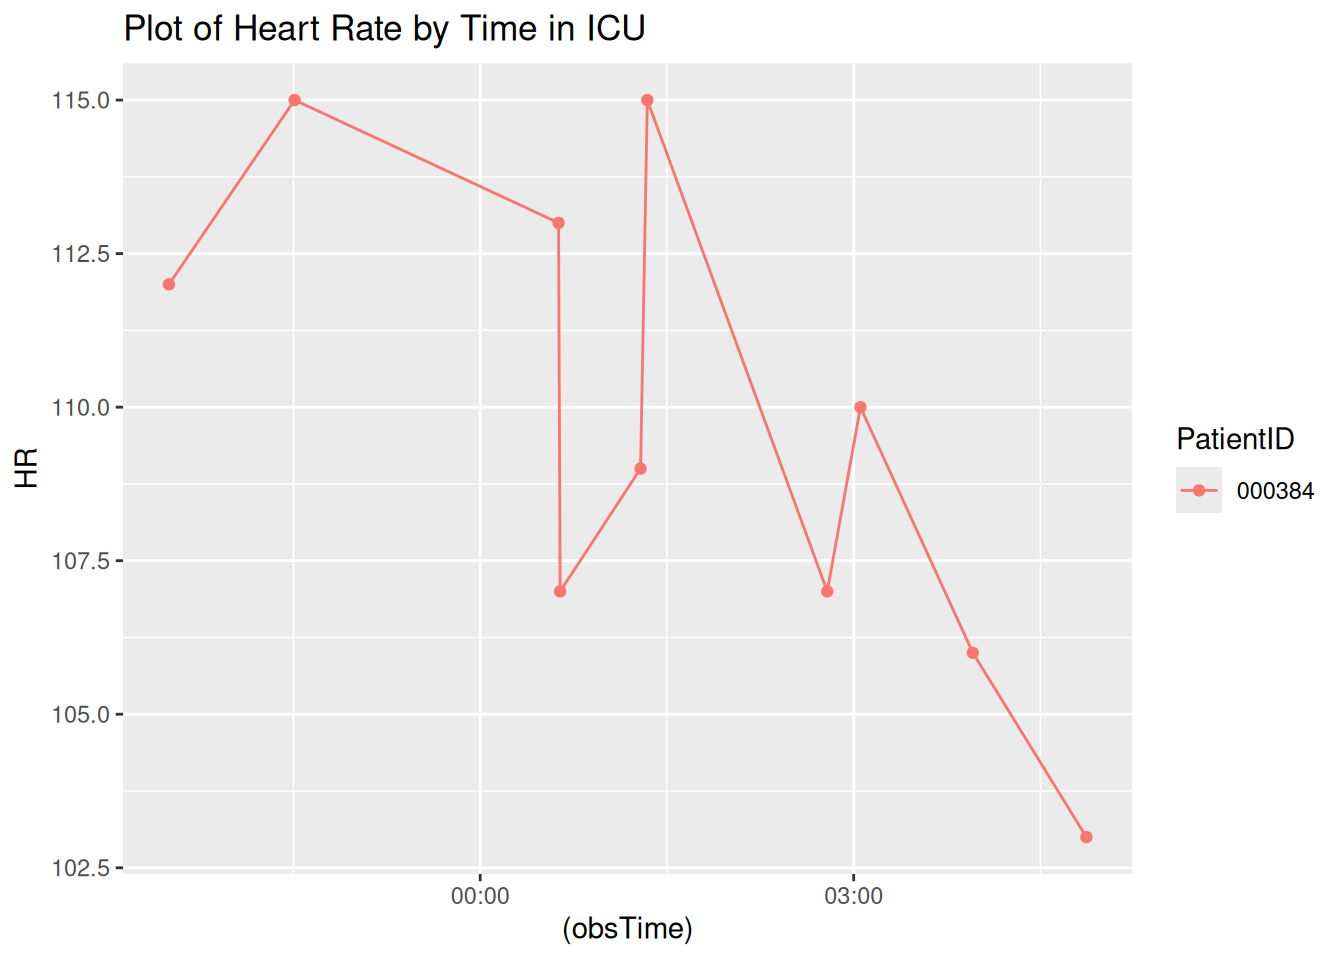 Plot of Heart Rate by Time in ICU
115.0
112.5
110.0
107.5
105.0
102.5
HR
00:00
03:00
(obsTime)
PatientID
000384